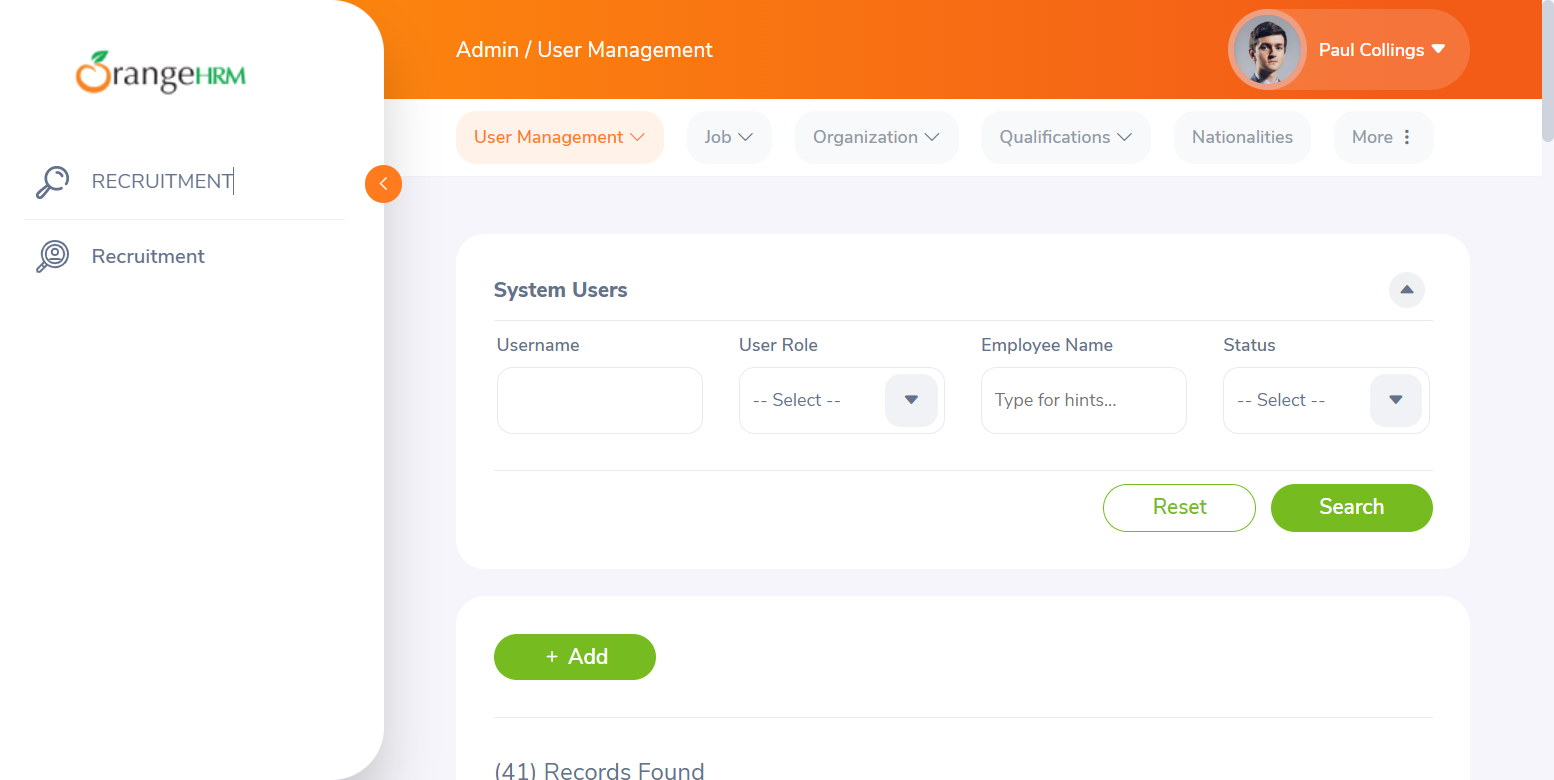 OrangeHRM
RECRUITMENT
Recruitment
Admin / User Management
Paul Collings
User Management
Job
Organization
Qualifications
Nationalities
More
System Users
Username
User Role
Employee Name
Status
-- Select --
Type for hints...
-- Select --
Reset
Search
+ Add
(41) Records Found